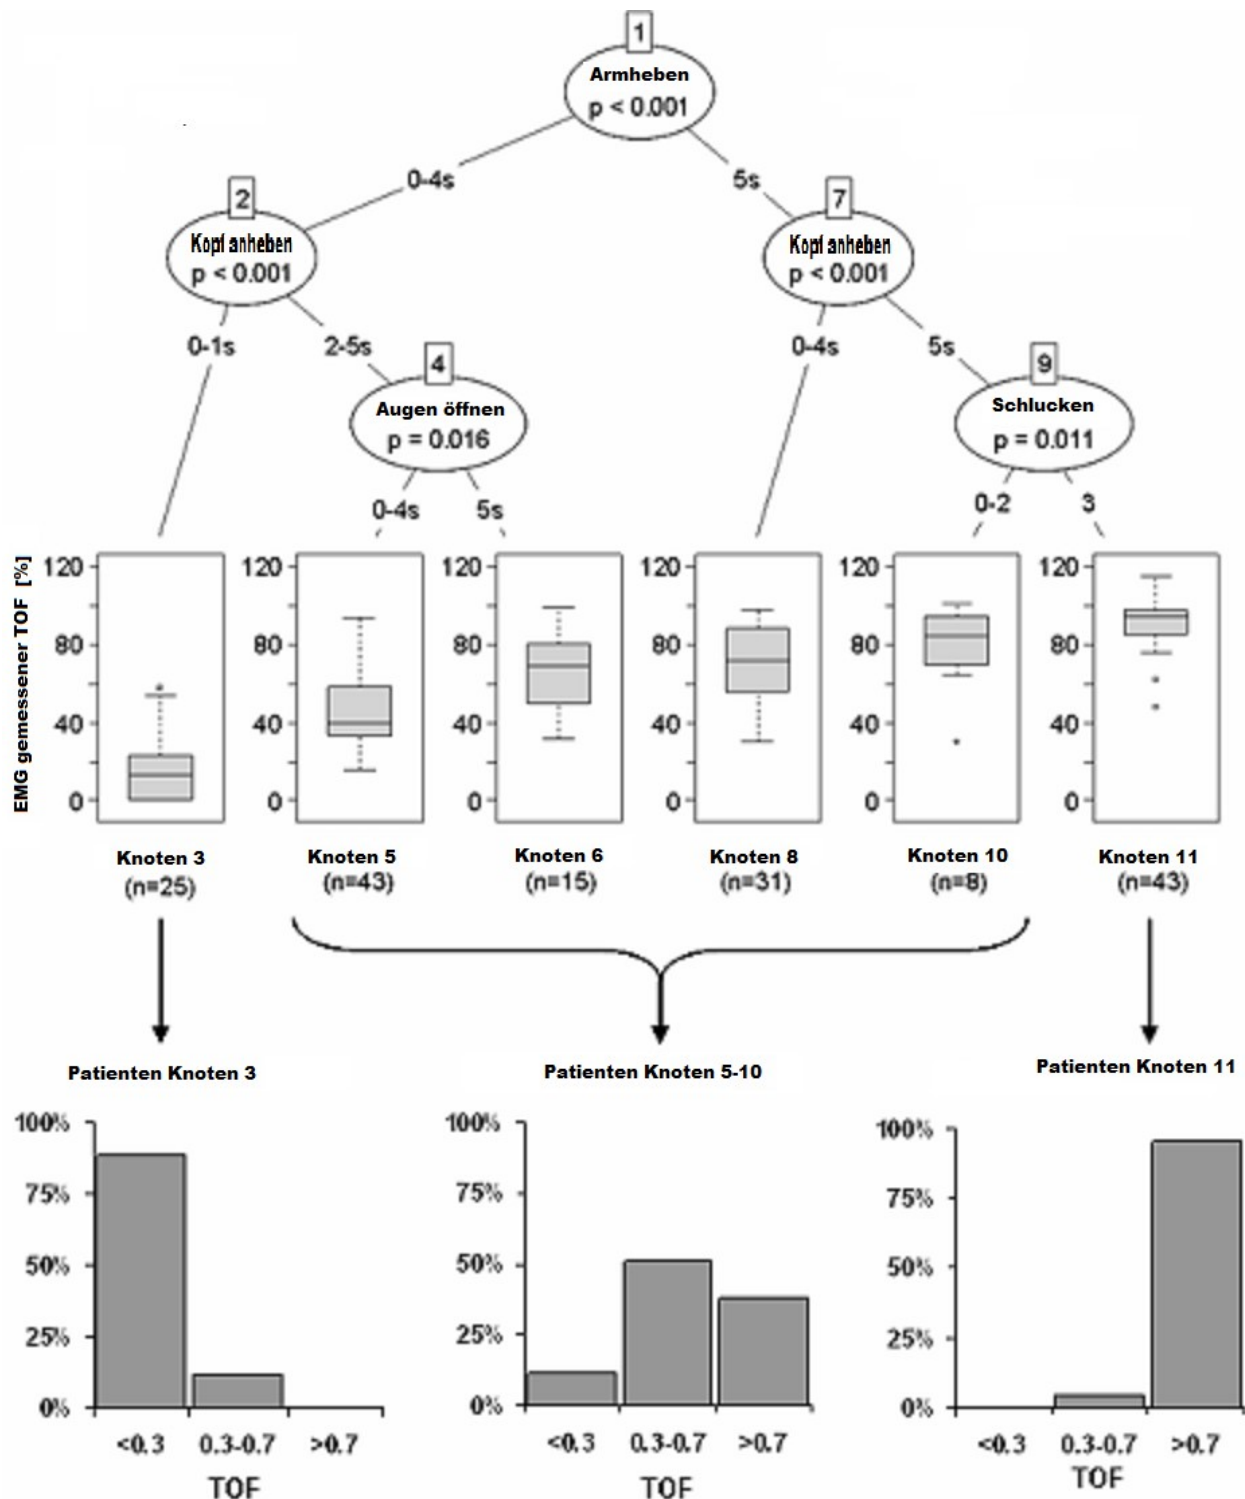 1
Armheben
p < 0.001
0-4s
5s
2
Kopf anheben
p < 0.001
7
Kopf anheben
p < 0.001
0-1s
2-5s
0-4s
5s
4
Augen öffnen
p = 0.016
9
Schlucken
p = 0.011
0-4s
5s
0-2
3
EMG gemessener TOF [%]
120
80
40
0
120
80
40
0
120
80
40
0
120
80
40
0
120
80
40
0
120
80
40
0
Knoten 3
(n=25)
Knoten 5
(n=43)
Knoten 6
(n=15)
Knoten 8
(n=31)
Knoten 10
(n=8)
Knoten 11
(n=43)
Patienten Knoten 3
100%
75%
50%
25%
0%
<0.3 0.3-0.7 >0.7
TOF
Patienten Knoten 5-10
100%
75%
50%
25%
0%
<0.3 0.3-0.7 >0.7
TOF
Patienten Knoten 11
100%
75%
50%
25%
0%
<0.3 0.3-0.7 >0.7
TOF